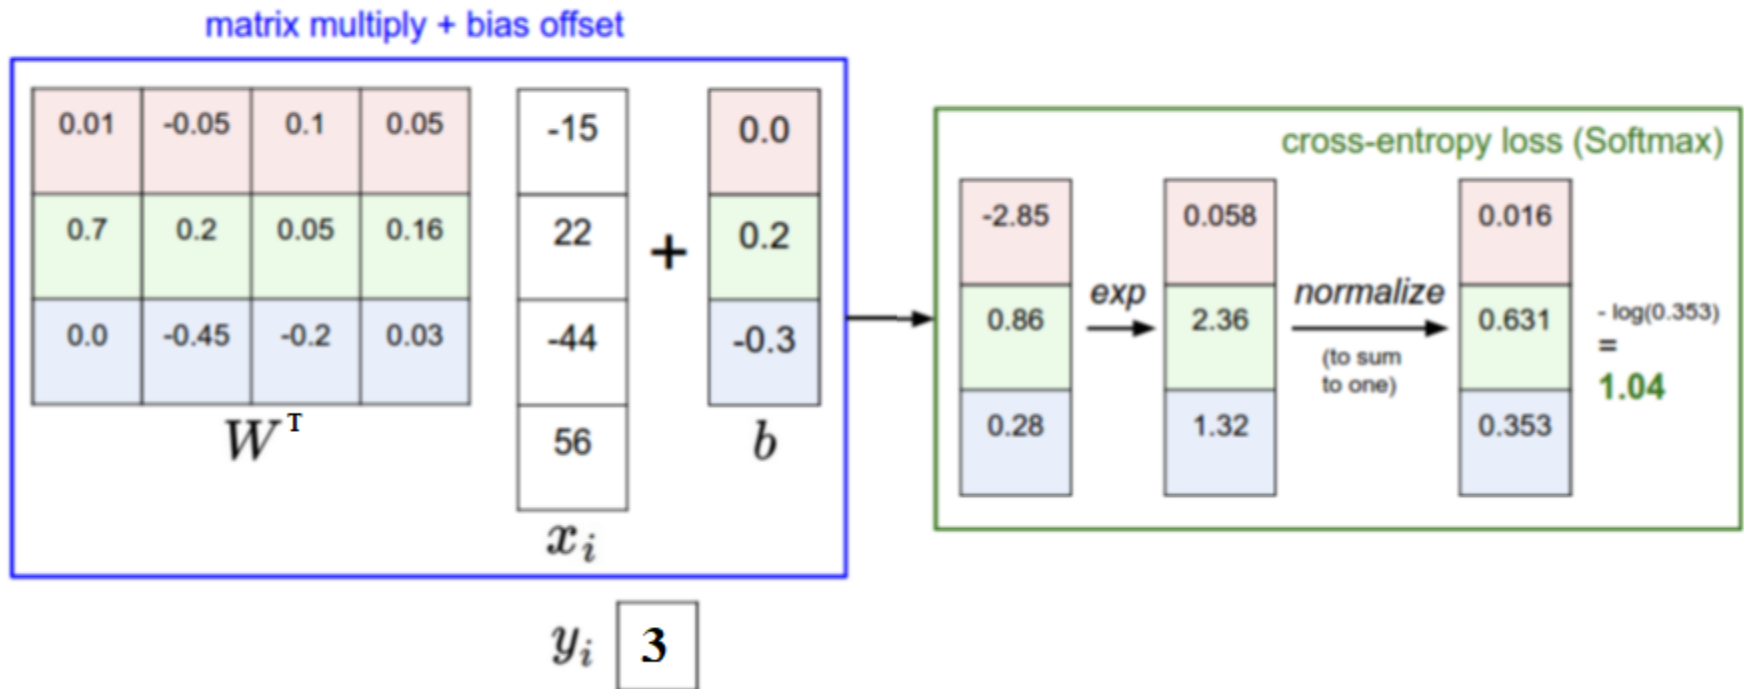 matrix multiply + bias offset
0.01 -0.05 0.1 0.05
0.7 0.2 0.05 0.16
0.0 -0.45 -0.2 0.03
W^T
-15
22
-44
56
x_i
+
0.0
0.2
-0.3
b
y_i 3
cross-entropy loss (Softmax)
-2.85
0.86
0.28
exp
0.058
2.36
1.32
normalize
(to sum
to one)
0.016
0.631
0.353
- log(0.353)
=
1.04